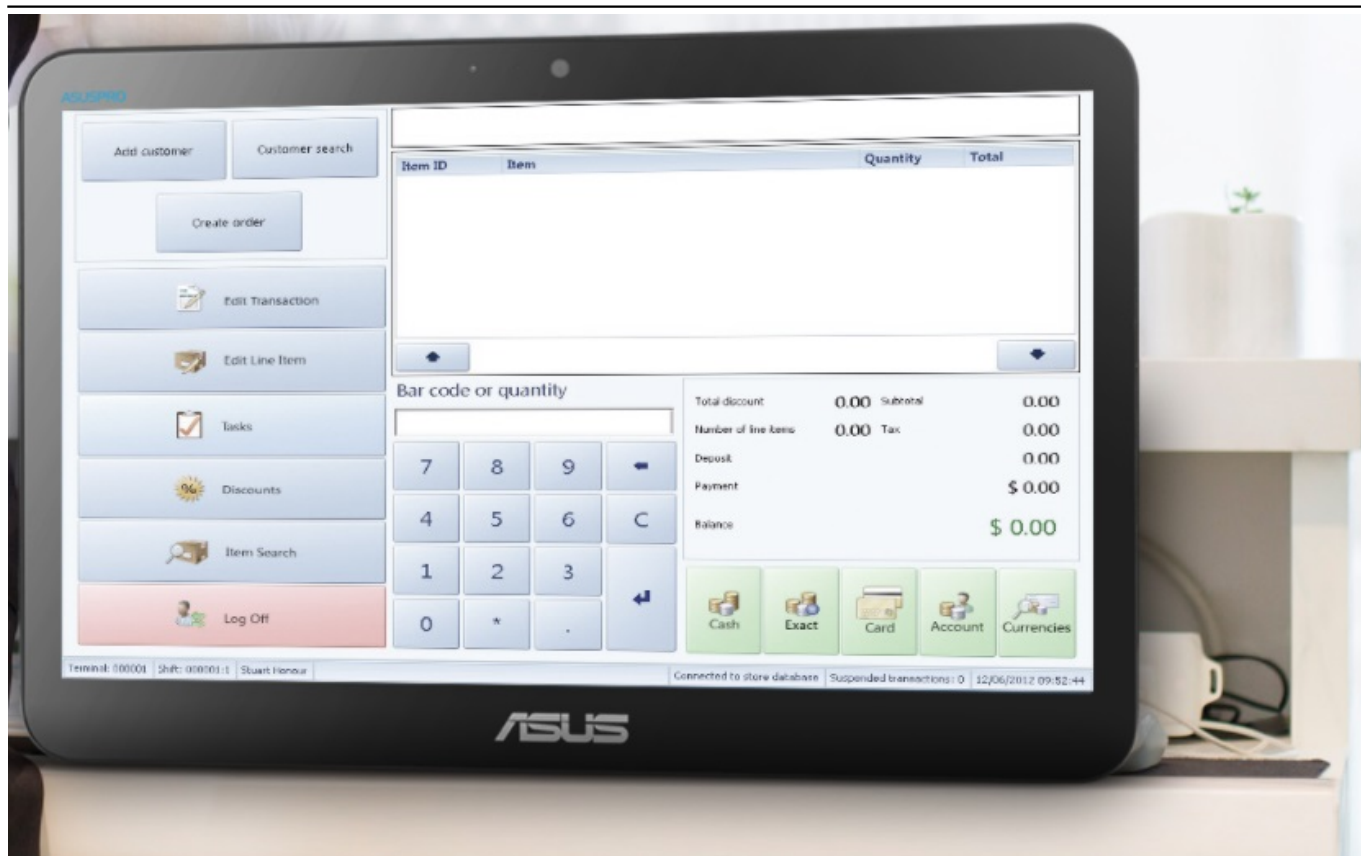 ASUSPRO
Add customer
Customer search
Create order
Edit Transaction
Edit Line Item
Tasks
Discounts
Item Search
Log Off
Item ID Item Quantity Total
Bar code or quantity
7 8 9
4 5 6 C
1 2 3
0 * .
Total discount 0.00 Subtotal 0.00
Number of line items 0.00 Tax 0.00
Deposit 0.00
Payment $ 0.00
Balance $ 0.00
Cash Exact Card Account Currencies
Terminal: 000001 Shift: 000001:1 Stuart Honour Connected to store database Suspended transactions: 0 12/06/2012 09:52:44
ASUS